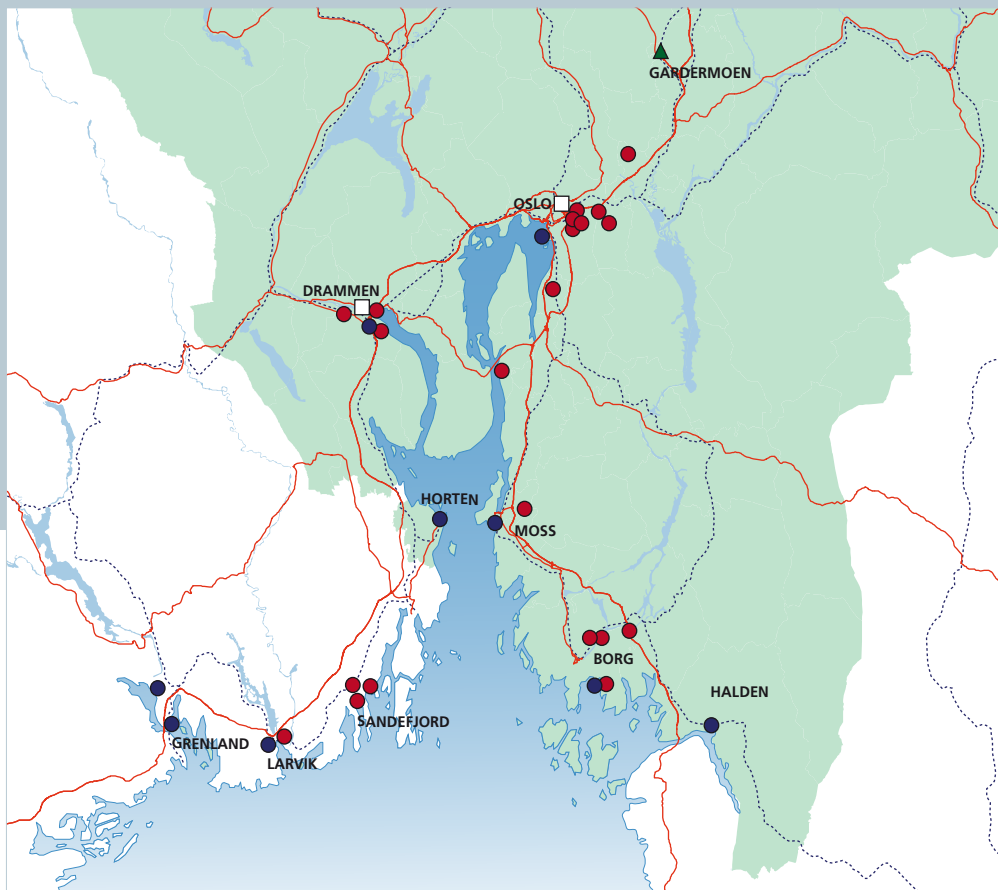 GARDERMOEN
OSLO
DRAMMEN
HORTEN
MOSS
BORG
HALDEN
SANDEFJORD
GRENLAND
LARVIK